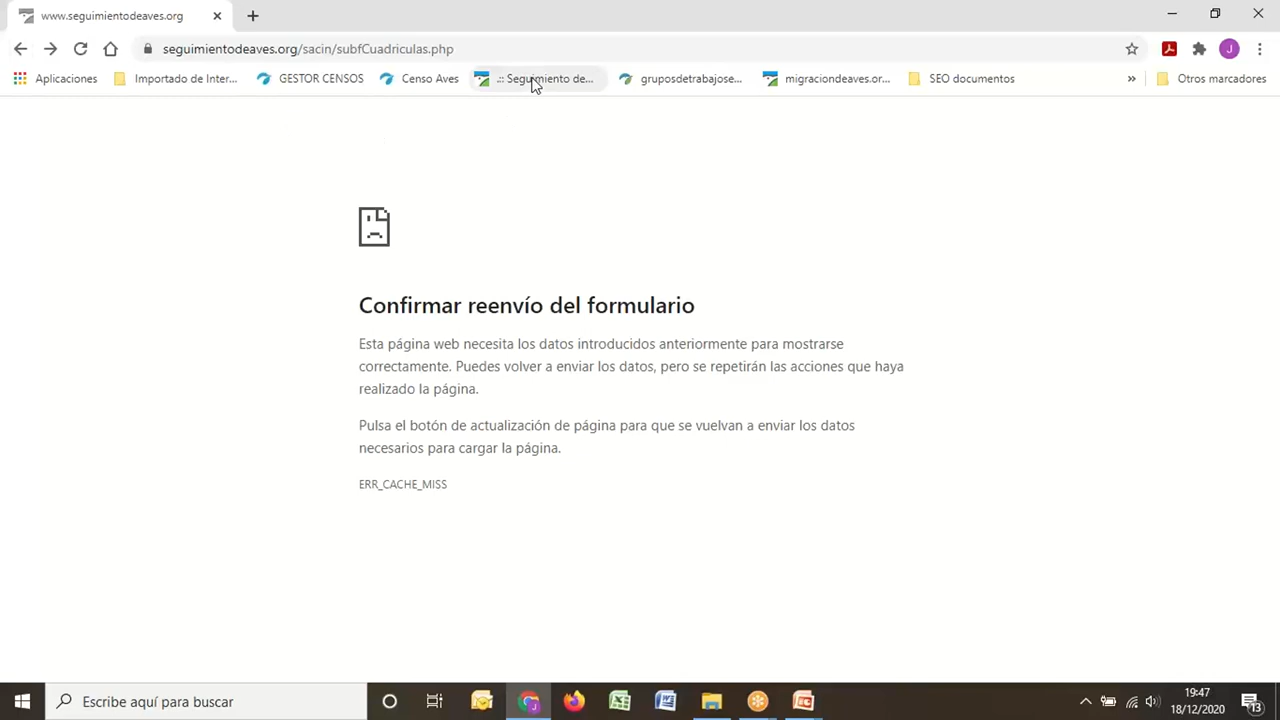 www.seguimientodeaves.org
seguimientodeaves.org/sacin/subfCuadriculas.php
Aplicaciones
Importado de Inter...
GESTOR CENSOS
Censo Aves
.:: Seguimiento de...
gruposdetrabajose...
migraciondeaves.or...
SEO documentos
»
Otros marcadores
J
Confirmar reenvío del formulario
Esta página web necesita los datos introducidos anteriormente para mostrarse
correctamente. Puedes volver a enviar los datos, pero se repetirán las acciones que haya
realizado la página.
Pulsa el botón de actualización de página para que se vuelvan a enviar los datos
necesarios para cargar la página.
ERR_CACHE_MISS
Escribe aquí para buscar
19:47
18/12/2020
13